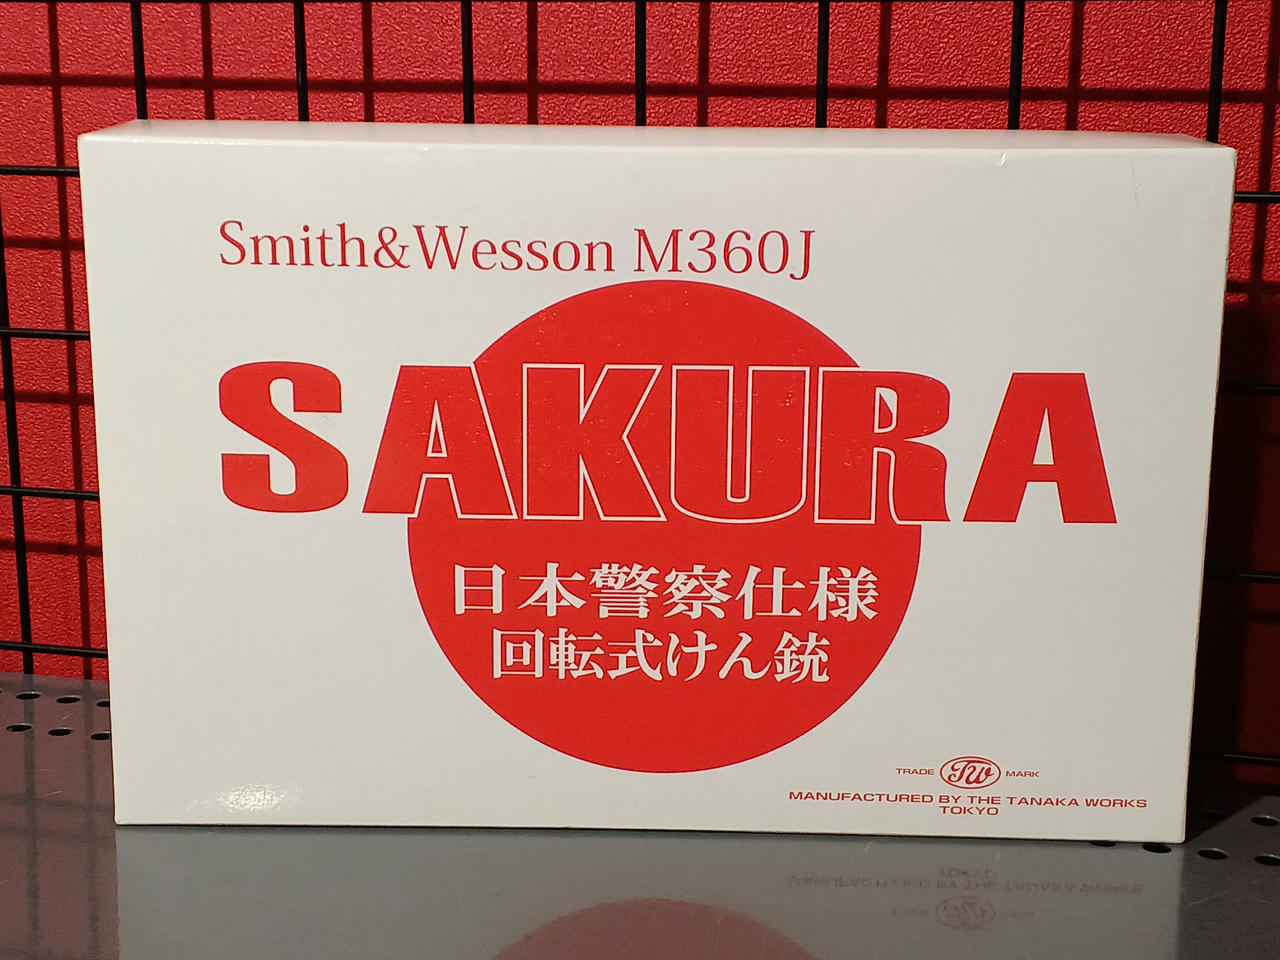 Smith&Wesson M360J
SAKURA
日本警察仕様
回転式けん銃
TRADE TW MARK
MANUFACTURED BY THE TANAKA WORKS
TOKYO